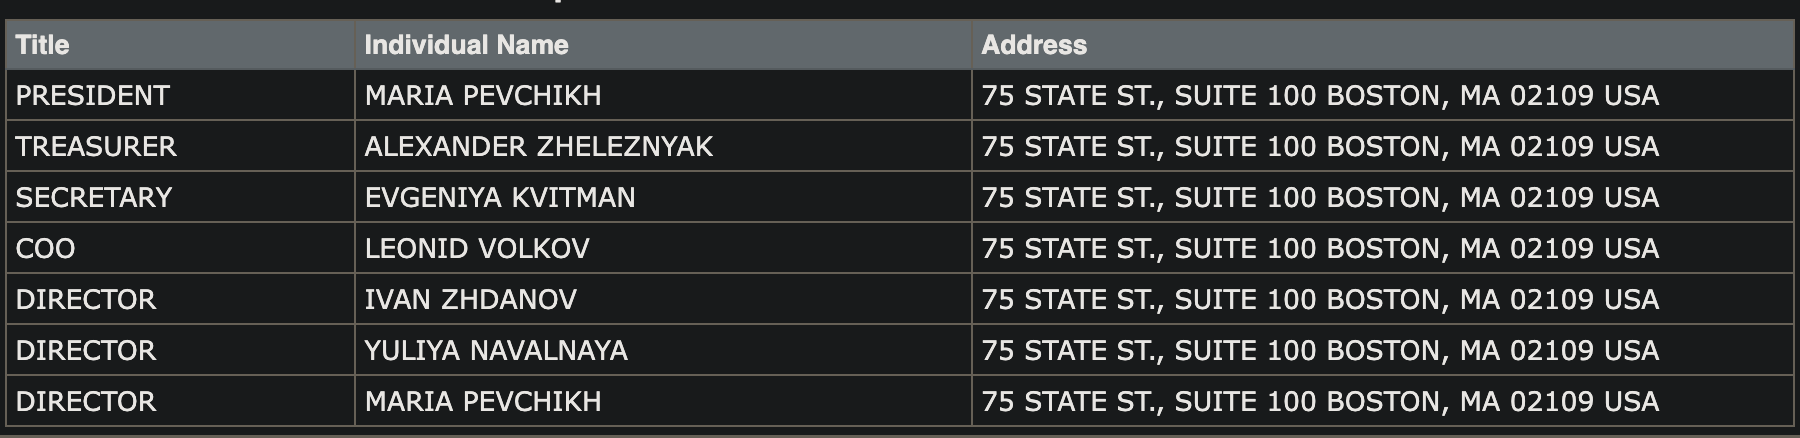 Title Individual Name Address
PRESIDENT MARIA PEVCHIKH 75 STATE ST., SUITE 100 BOSTON, MA 02109 USA
TREASURER ALEXANDER ZHELEZNYAK 75 STATE ST., SUITE 100 BOSTON, MA 02109 USA
SECRETARY EVGENIYA KVITMAN 75 STATE ST., SUITE 100 BOSTON, MA 02109 USA
COO LEONID VOLKOV 75 STATE ST., SUITE 100 BOSTON, MA 02109 USA
DIRECTOR IVAN ZHDANOV 75 STATE ST., SUITE 100 BOSTON, MA 02109 USA
DIRECTOR YULIYA NAVALNAYA 75 STATE ST., SUITE 100 BOSTON, MA 02109 USA
DIRECTOR MARIA PEVCHIKH 75 STATE ST., SUITE 100 BOSTON, MA 02109 USA